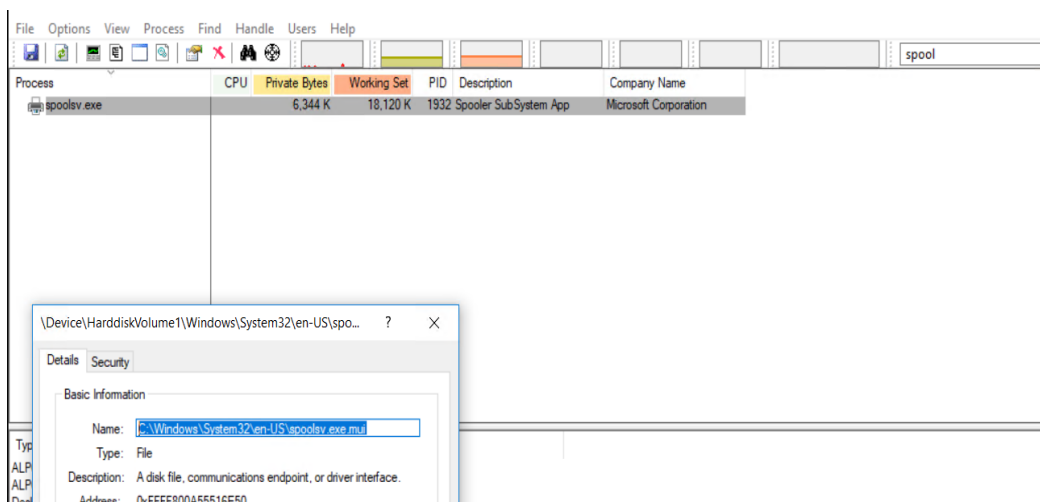 File Options View Process Find Handle Users Help
spool
Process CPU Private Bytes Working Set PID Description Company Name
spoolsv.exe 6,344 K 18,120 K 1932 Spooler SubSystem App Microsoft Corporation
\Device\HarddiskVolume1\Windows\System32\en-US\spo... ? X
Details Security
Basic Information
Name: C:\Windows\System32\en-US\spoolsv.exe.mui
Typ
Type: File
ALP
Description: A disk file, communications endpoint, or driver interface.
ALP
Address: 0xFFFF800A55516E50